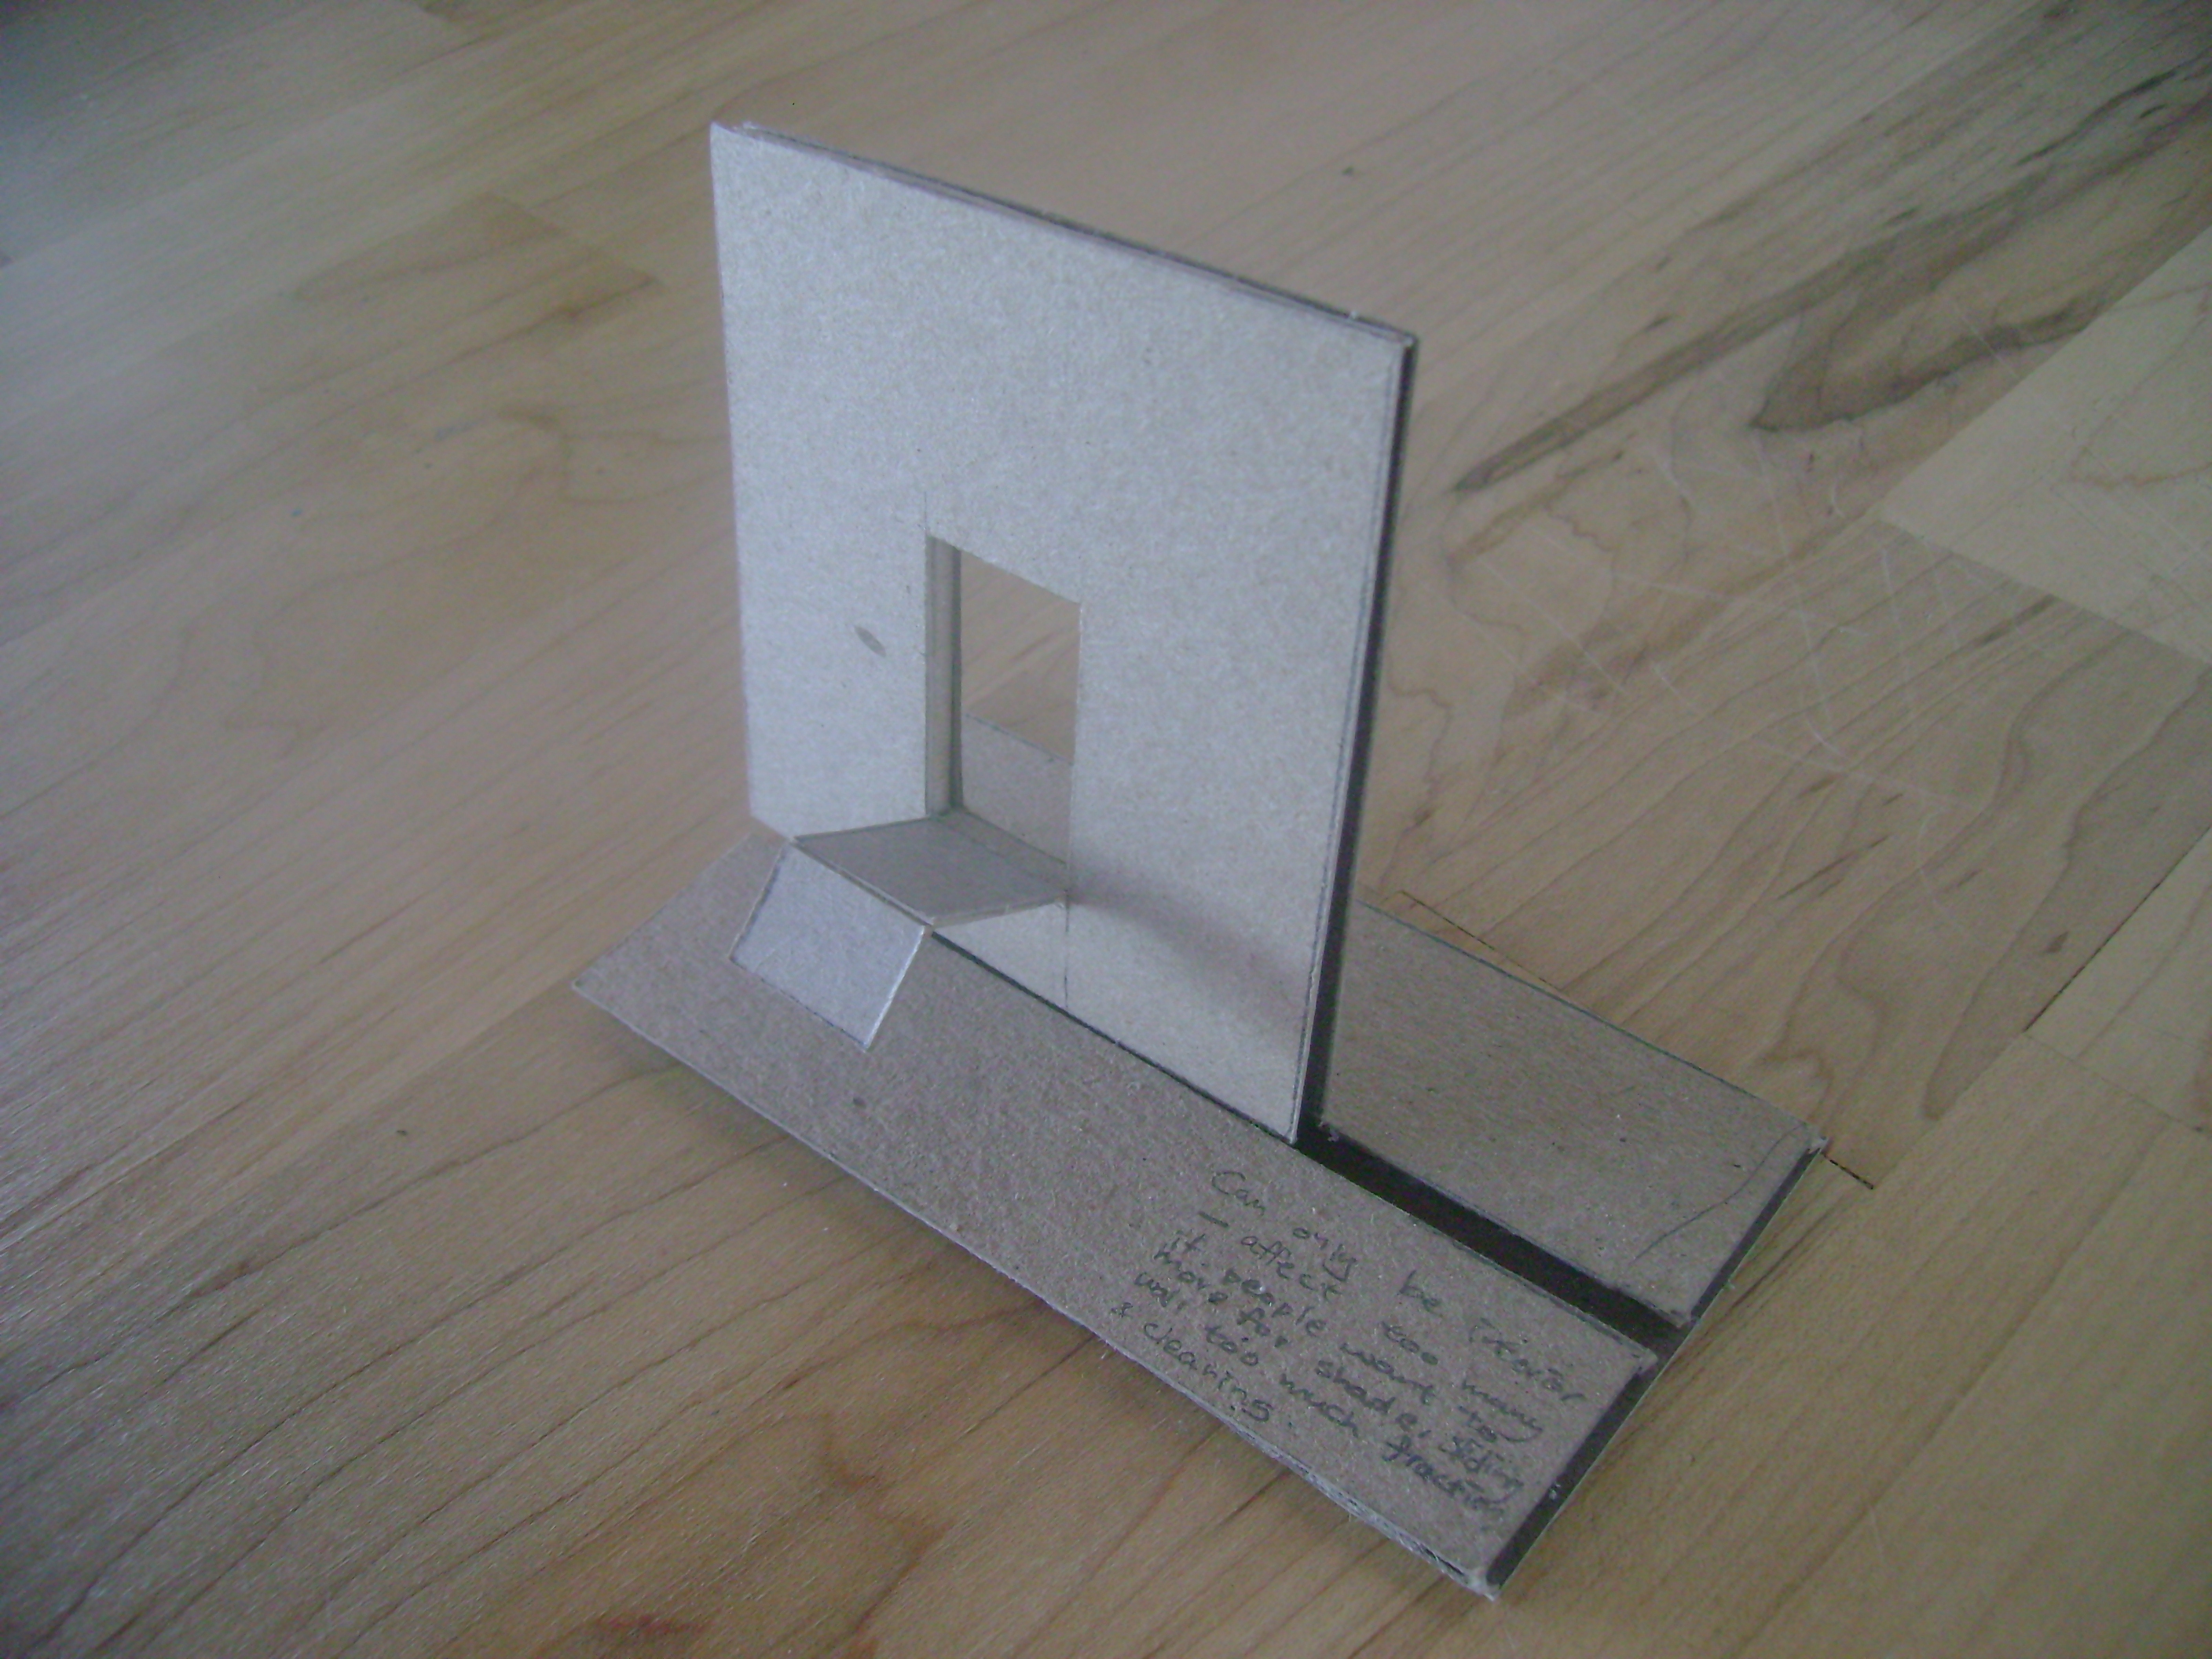 Can only be interior
— affect too many
if people want to
move for shade, sliding
wall too much fraction
& cleaning.